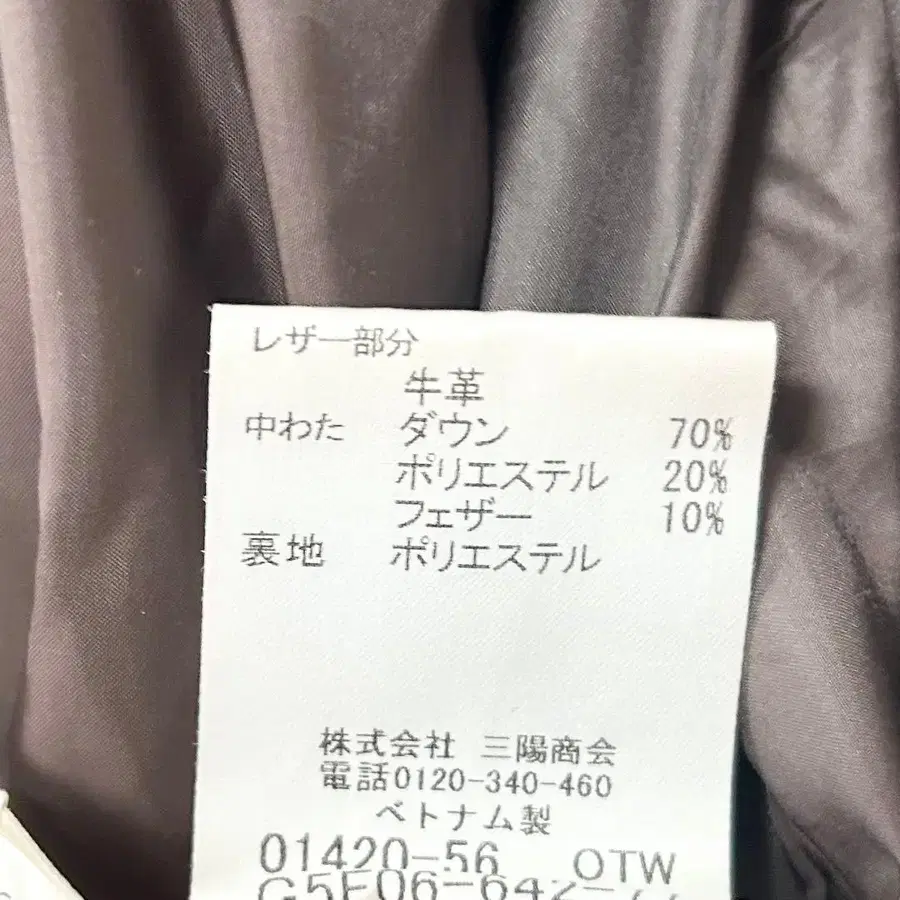 レザー部分
牛革
中わた ダウン 70%
ポリエステル 20%
フェザー 10%
裏地 ポリエステル
株式会社 三陽商会
電話0120-340-460
ベトナム製
01420-56 OTW